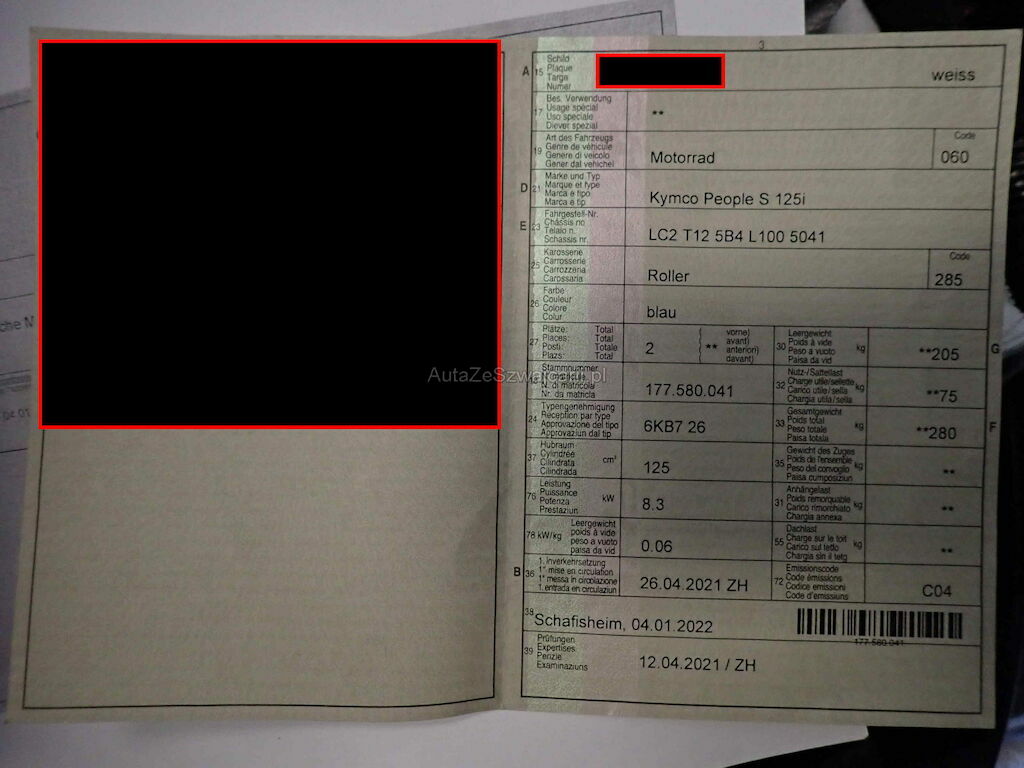 3
A 15 Schild
Plaque
Targa
Numer
weiss
17 Bes. Verwendung
Usage spécial
Uso speciale
Diever spezial
**
19 Art des Fahrzeugs
Genre de véhicule
Genere di veicolo
Gener dal vehichel
Motorrad
Code
060
D 21 Marke und Typ
Marque et type
Marca e tipo
Marca e tip
Kymco People S 125i
E 23 Fahrgestell-Nr.
Châssis no
Telaio n.
Schassis nr.
LC2 T12 5B4 L100 5041
25 Karosserie
Carrosserie
Carrozzeria
Carossaria
Roller
Code
285
26 Farbe
Couleur
Colore
Colur
blau
27 Plätze: Total
Places: Total
Posti: Totale
Plazs: Total
2
( vorne)
( ** avant)
( anteriori)
( davant)
30 Leergewicht
Poids à vide
Peso a vuoto
Paisa da vid
kg
**205
G
Stammnummer
N. di matricola
Nr. da matricla
177.580.041
32 Nutz-/Sattellast
Charge utile/sellette
Carico utile/sella
Chargia utila/sella
kg
**75
24 Typengenehmigung
Réception par type
Approvazione del tipo
Approvaziun dal tip
6KB7 26
33 Gesamtgewicht
Poids total
Peso totale
Paisa totala
kg
**280
F
37 Hubraum
Cylindrée
Cilindrata
Cilindrada
cm³
125
35 Gewicht des Zuges
Poids de l'ensemble
Peso del convoglio
Paisa cumposiziun
kg
**
76 Leistung
Puissance
Potenza
Prestaziun
kW
8.3
31 Anhängelast
Poids remorquable
Carico rimorchiato
Chargia annexa
kg
**
78 kW/kg Leergewicht
poids à vide
peso a vuoto
paisa da vid
0.06
55 Dachlast
Charge sur le toit
Carico sul tetto
Chargia sin il tetg
kg
**
B 36 1. Inverkehrsetzung
1re mise en circulation
1a messa in circolazione
1. entrada en circulaziun
26.04.2021 ZH
72 Emissionscode
Code émissions
Codice emissioni
Code d'emissiuns
C04
38 Schafisheim, 04.01.2022
177.580.041
39 Prüfungen
Expertises
Perizie
Examinaziuns
12.04.2021 / ZH
AutaZeSzwajcarii.pl